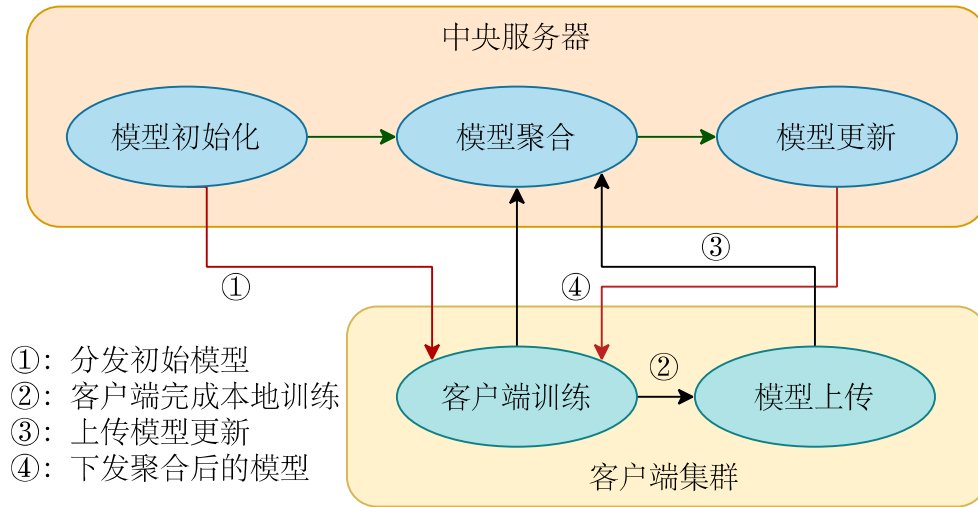 中央服务器
模型初始化
模型聚合
模型更新
③
①
④
②
客户端训练
模型上传
客户端集群
①：分发初始模型
②：客户端完成本地训练
③：上传模型更新
④：下发聚合后的模型